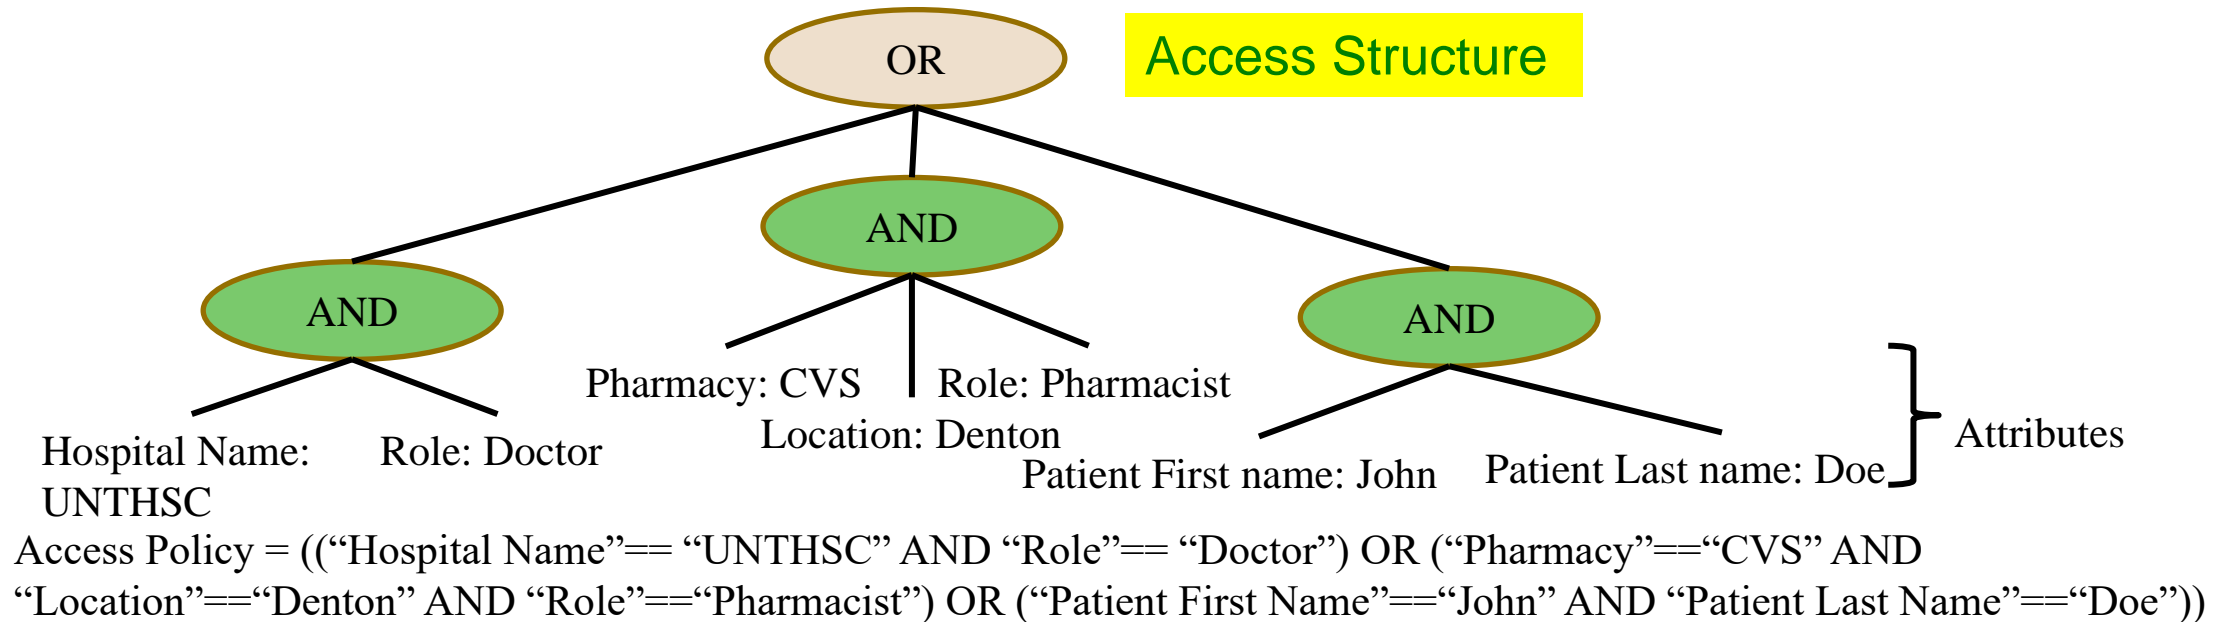 OR
Access Structure
AND
AND
AND
Pharmacy: CVS
Role: Pharmacist
Location: Denton
Hospital Name:
UNTHSC
Role: Doctor
Patient First name: John
Patient Last name: Doe
Attributes
Access Policy = ((“Hospital Name”== “UNTHSC” AND “Role”== “Doctor”) OR (“Pharmacy”==“CVS” AND
“Location”==“Denton” AND “Role”==“Pharmacist”) OR (“Patient First Name”==“John” AND “Patient Last Name”==“Doe”))